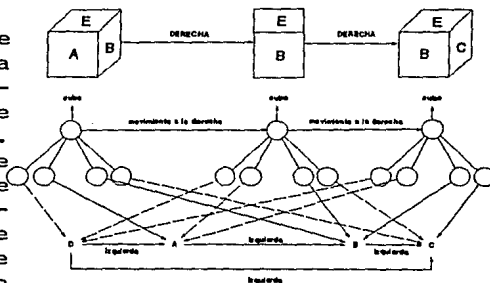 E E E
A B DERECHA B DERECHA B C
cubo cubo cubo
movimiento a la derecha movimiento a la derecha
D izquierda A izquierda B izquierda C
izquierda